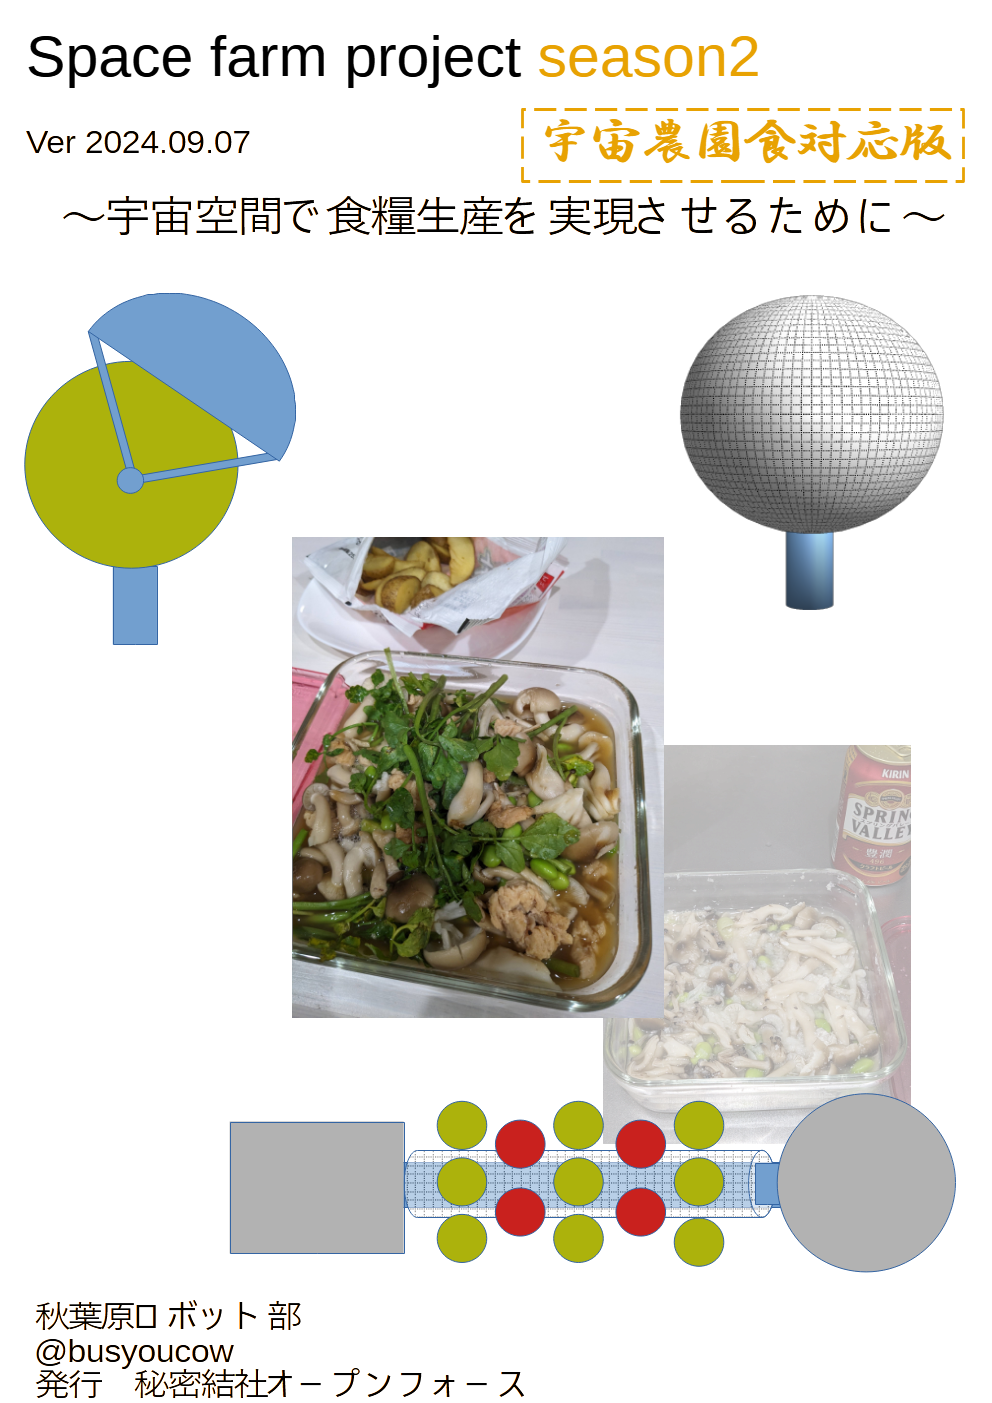 Space farm project season2
Ver 2024.09.07
宇宙農園食対応版
～宇宙空間で食糧生産を実現させるために～
KIRIN
SPRING
VALLEY
豊潤
秋葉原ロボット部
@busyoucow
発行　秘密結社オープンフォース